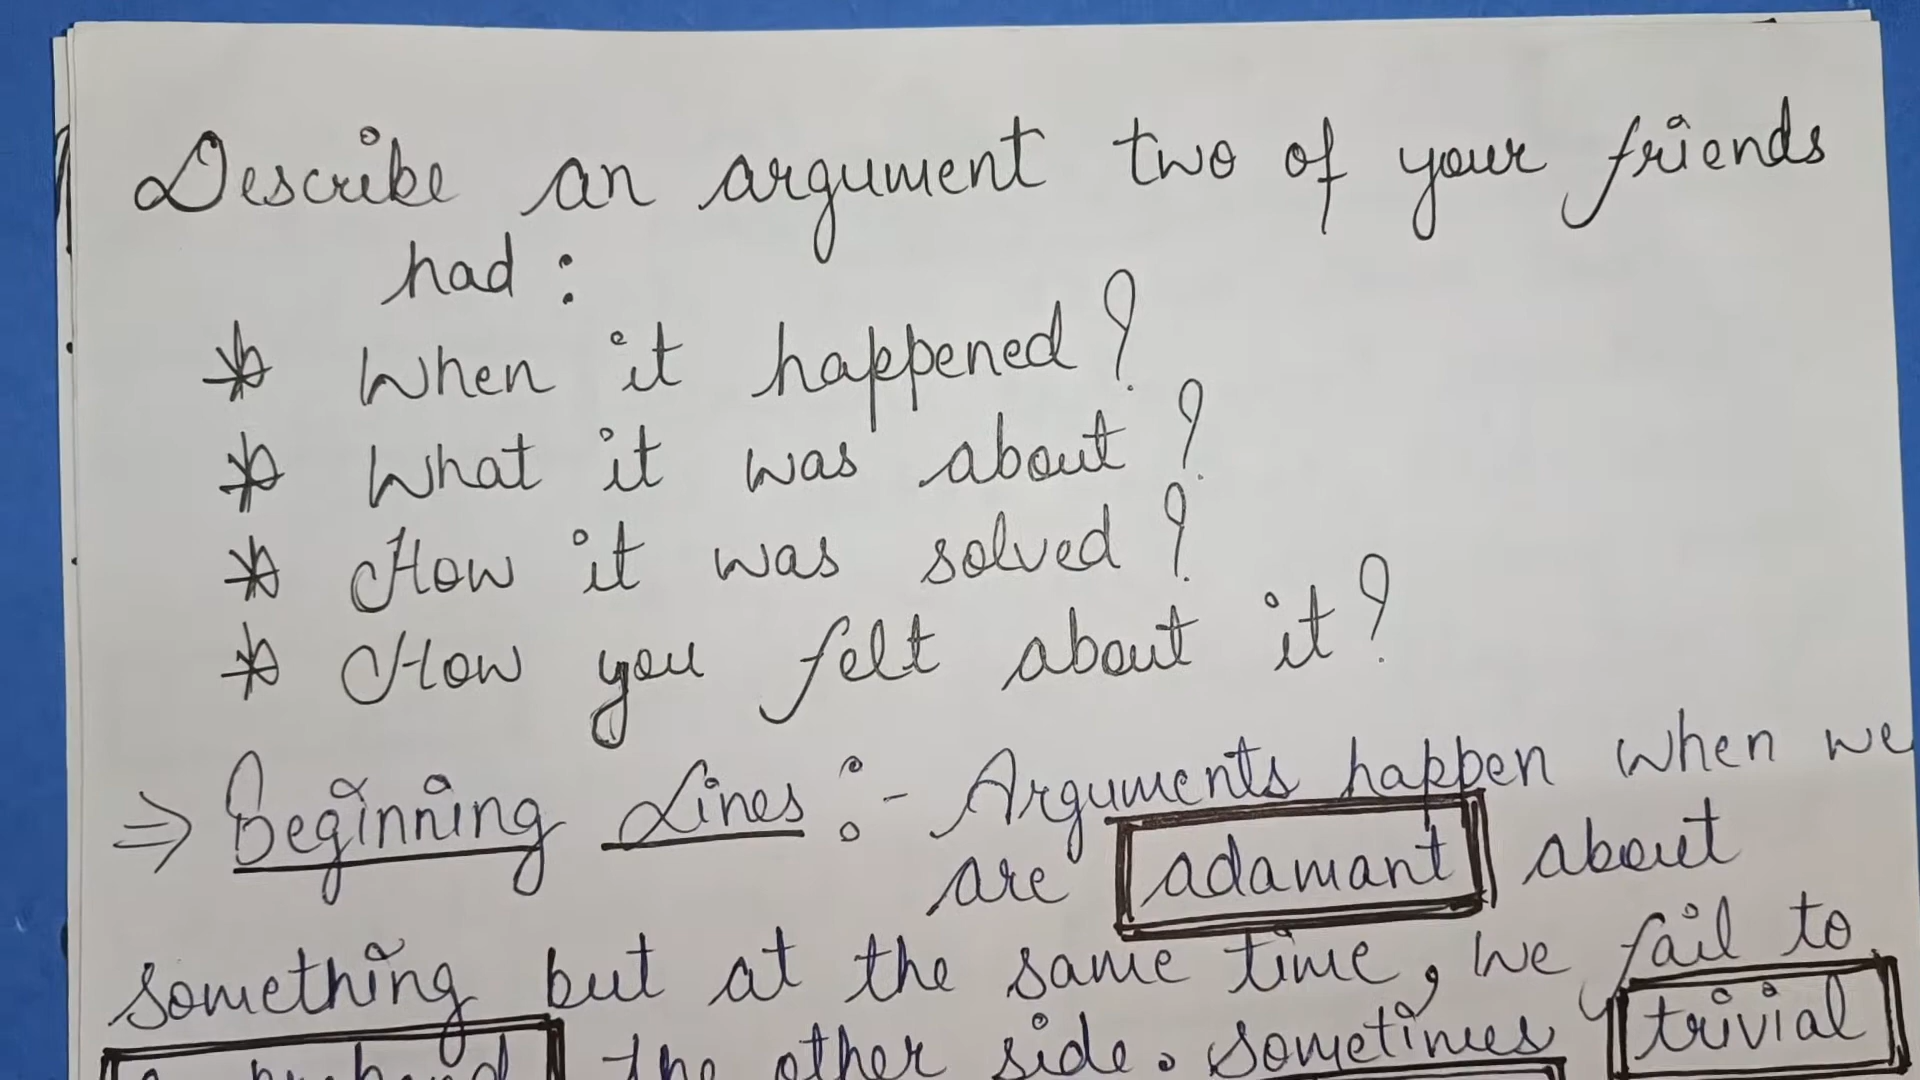 Describe an argument two of your friends
had :
* When it happened ?
* What it was about ?
* How it was solved ?
* How you felt about it ?
⇒ Beginning Lines :- Arguments happen when we
are adamant about
something but at the same time, we fail to
the other side. Sometimes trivial